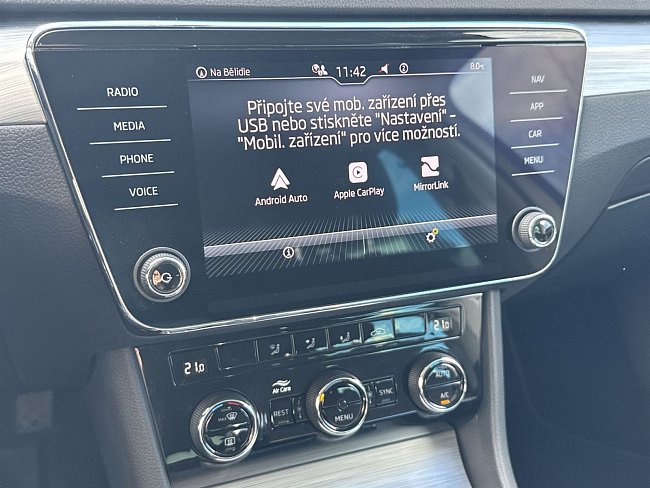 Na Bělidle
11:42
8.0°C
RADIO
MEDIA
PHONE
VOICE
Připojte své mob. zařízení přes
USB nebo stiskněte "Nastavení" -
"Mobil. zařízení" pro více možností.
Android Auto
Apple CarPlay
MirrorLink
NAV
APP
CAR
MENU
21.0
21.0
Air Care
REST
MENU
SYNC
AUTO
A/C
MAX